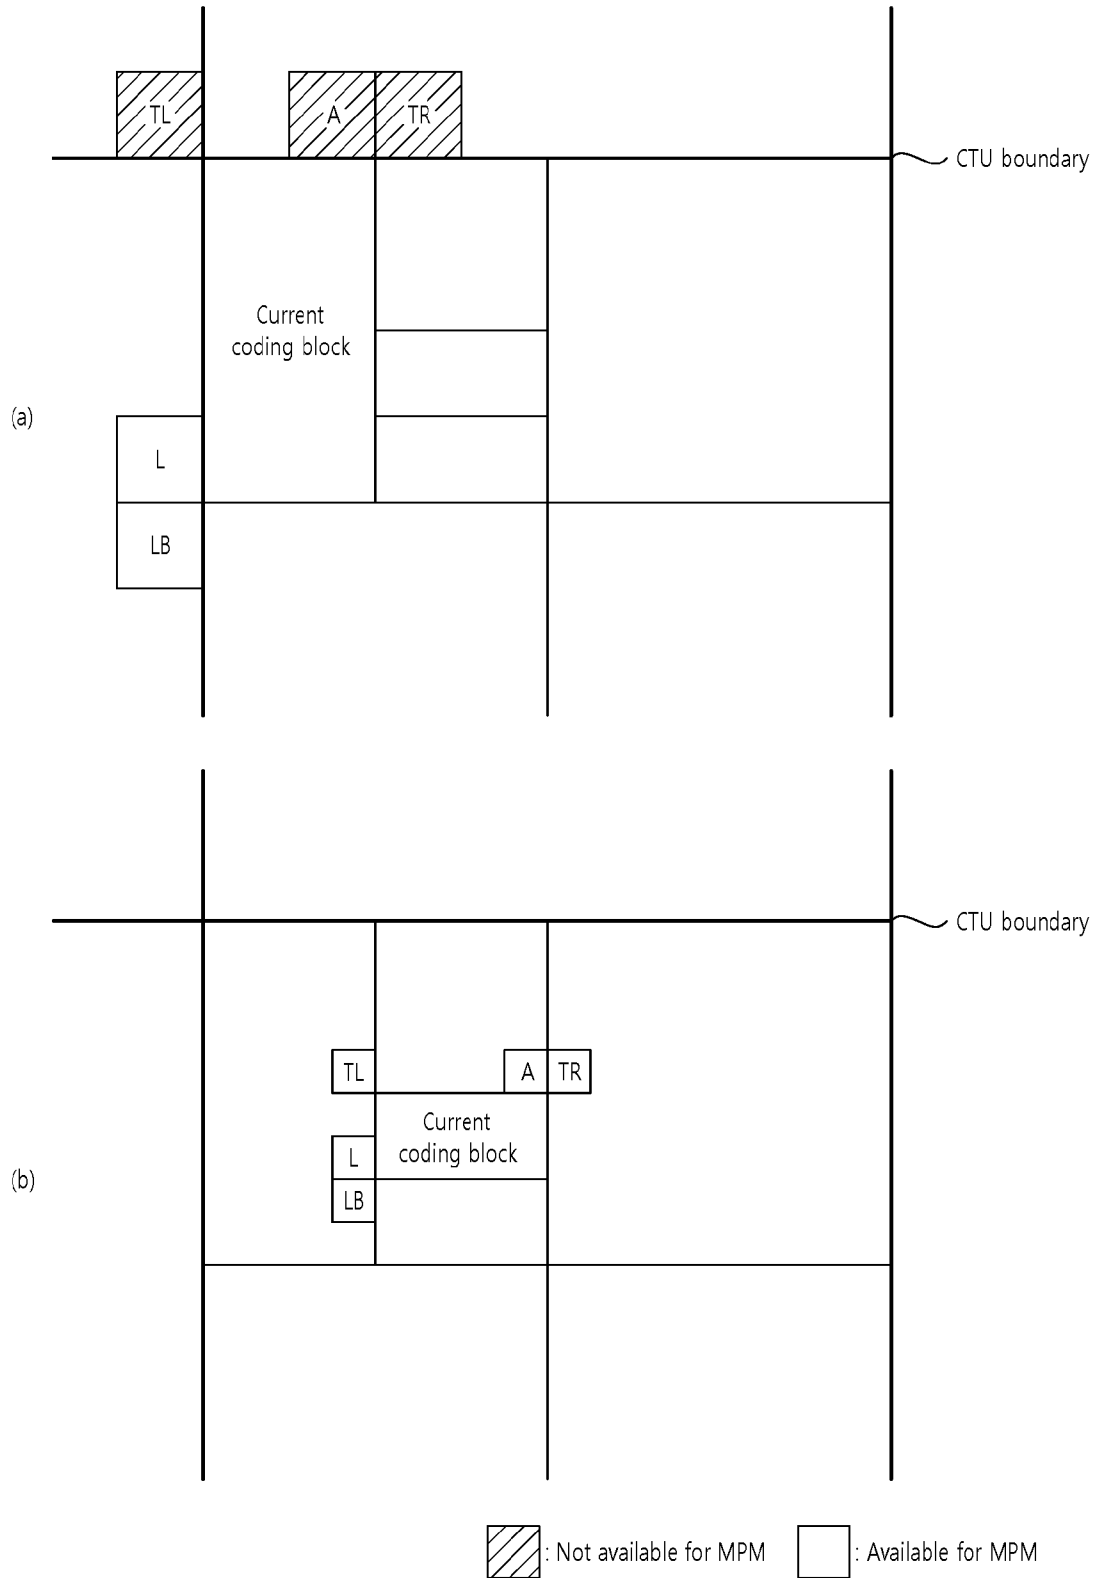 TL
A
TR
CTU boundary
Current
coding block
(a)
L
LB
CTU boundary
TL
A
TR
Current
coding block
L
(b)
LB
: Not available for MPM
: Available for MPM